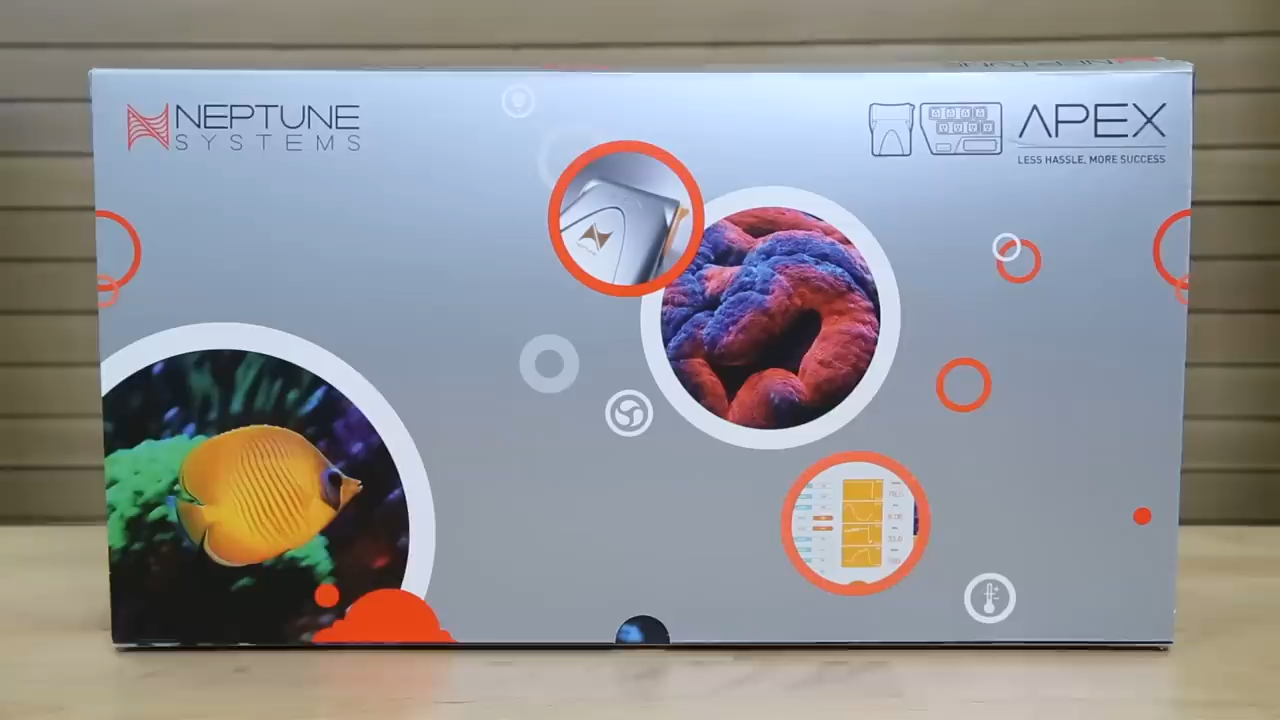 NEPTUNE
SYSTEMS
APEX
LESS HASSLE, MORE SUCCESS